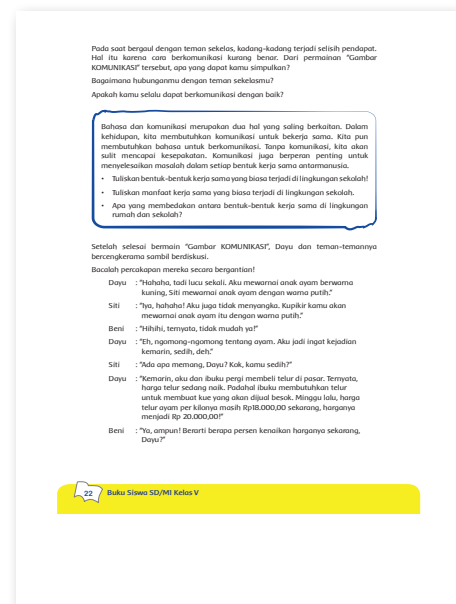 Pada saat bergaul dengan teman sekelas, kadang-kadang terjadi selisih pendapat.
Hal itu karena cara berkomunikasi kurang benar. Dari permainan "Gambar
KOMUNIKASI" tersebut, apa yang dapat kamu simpulkan?
Bagaimana hubunganmu dengan teman sekelasmu?
Apakah kamu selalu dapat berkomunikasi dengan baik?
Bahasa dan komunikasi merupakan dua hal yang saling berkaitan. Dalam
kehidupan, kita membutuhkan komunikasi untuk bekerja sama. Kita pun
membutuhkan bahasa untuk berkomunikasi. Tanpa komunikasi, kita akan
sulit mencapai kesepakatan. Komunikasi juga berperan penting untuk
menyelesaikan masalah dalam setiap bentuk kerja sama antarmanusia.
• Tuliskan bentuk-bentuk kerja sama yang biasa terjadi di lingkungan sekolah!
• Tuliskan manfaat kerja sama yang biasa terjadi di lingkungan sekolah.
• Apa yang membedakan antara bentuk-bentuk kerja sama di lingkungan
rumah dan sekolah?
Setelah selesai bermain "Gambar KOMUNIKASI", Dayu dan teman-temannya
bercengkerama sambil berdiskusi.
Bacalah percakapan mereka secara bergantian!
Dayu : "Hahaha, tadi lucu sekali. Aku mewarnai anak ayam berwarna
kuning, Siti mewarnai anak ayam dengan warna putih."
Siti : "Iya, hahaha! Aku juga tidak menyangka. Kupikir kamu akan
mewarnai anak ayam itu dengan warna putih."
Beni : "Hihihi, ternyata, tidak mudah ya!"
Dayu : "Eh, ngomong-ngomong tentang ayam. Aku jadi ingat kejadian
kemarin, sedih, deh."
Siti : "Ada apa memang, Dayu? Kok, kamu sedih?"
Dayu : "Kemarin, aku dan ibuku pergi membeli telur di pasar. Ternyata,
harga telur sedang naik. Padahal ibuku membutuhkan telur
untuk membuat kue yang akan dijual besok. Minggu lalu, harga
telur ayam per kilonya masih Rp18.000,00 sekarang, harganya
menjadi Rp 20.000,00!"
Beni : "Ya, ampun! Berarti berapa persen kenaikan harganya sekarang,
Dayu?"
22 Buku Siswa SD/MI Kelas V